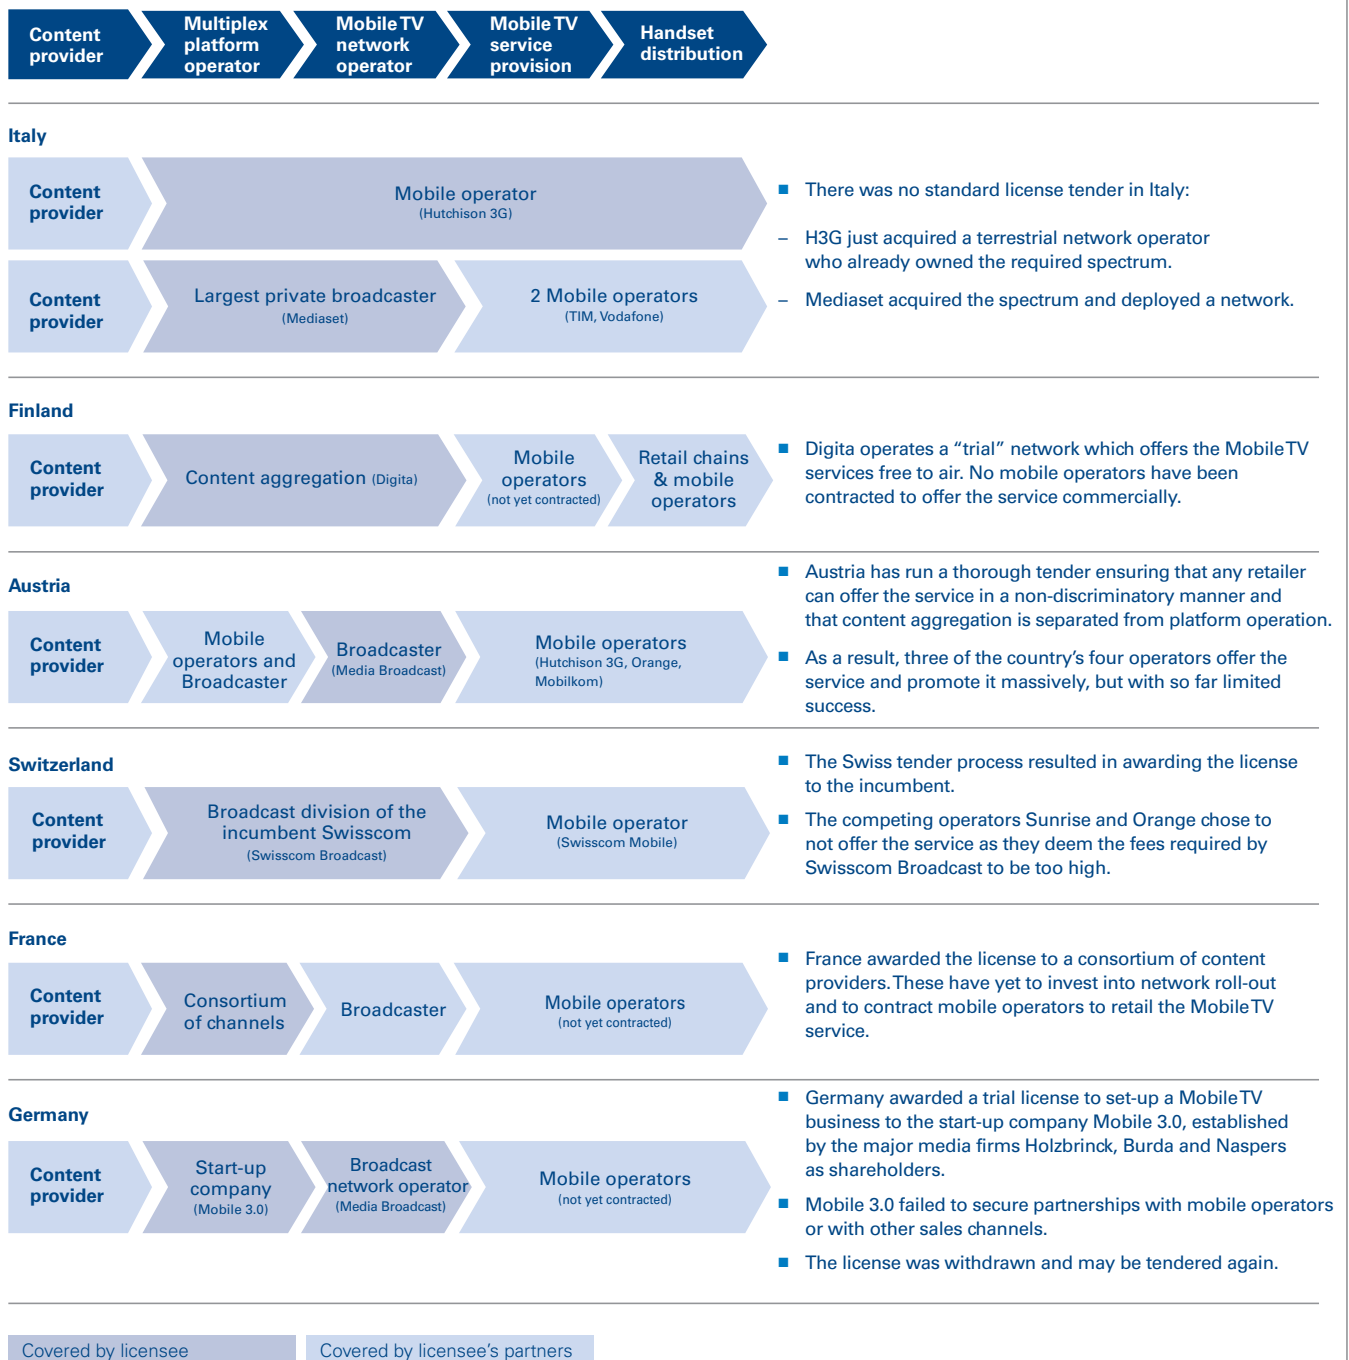 Content
provider
Multiplex
platform
operator
Mobile TV
network
operator
Mobile TV
service
provision
Handset
distribution
Italy
Content
provider
Mobile operator
(Hutchison 3G)
Content
provider
Largest private broadcaster
(Mediaset)
2 Mobile operators
(TIM, Vodafone)
■ There was no standard license tender in Italy:
– H3G just acquired a terrestrial network operator
who already owned the required spectrum.
– Mediaset acquired the spectrum and deployed a network.
Finland
Content
provider
Content aggregation (Digita)
Mobile
operators
(not yet contracted)
Retail chains
& mobile
operators
■ Digita operates a “trial” network which offers the Mobile TV
services free to air. No mobile operators have been
contracted to offer the service commercially.
Austria
Content
provider
Mobile
operators and
Broadcaster
Broadcaster
(Media Broadcast)
Mobile operators
(Hutchison 3G, Orange,
Mobilkom)
■ Austria has run a thorough tender ensuring that any retailer
can offer the service in a non-discriminatory manner and
that content aggregation is separated from platform operation.
■ As a result, three of the country’s four operators offer the
service and promote it massively, but with so far limited
success.
Switzerland
Content
provider
Broadcast division of the
incumbent Swisscom
(Swisscom Broadcast)
Mobile operator
(Swisscom Mobile)
■ The Swiss tender process resulted in awarding the license
to the incumbent.
■ The competing operators Sunrise and Orange chose to
not offer the service as they deem the fees required by
Swisscom Broadcast to be too high.
France
Content
provider
Consortium
of channels
Broadcaster
Mobile operators
(not yet contracted)
■ France awarded the license to a consortium of content
providers. These have yet to invest into network roll-out
and to contract mobile operators to retail the Mobile TV
service.
Germany
Content
provider
Start-up
company
(Mobile 3.0)
Broadcast
network operator
(Media Broadcast)
Mobile operators
(not yet contracted)
■ Germany awarded a trial license to set-up a Mobile TV
business to the start-up company Mobile 3.0, established
by the major media firms Holzbrinck, Burda and Naspers
as shareholders.
■ Mobile 3.0 failed to secure partnerships with mobile operators
or with other sales channels.
■ The license was withdrawn and may be tendered again.
Covered by licensee
Covered by licensee’s partners